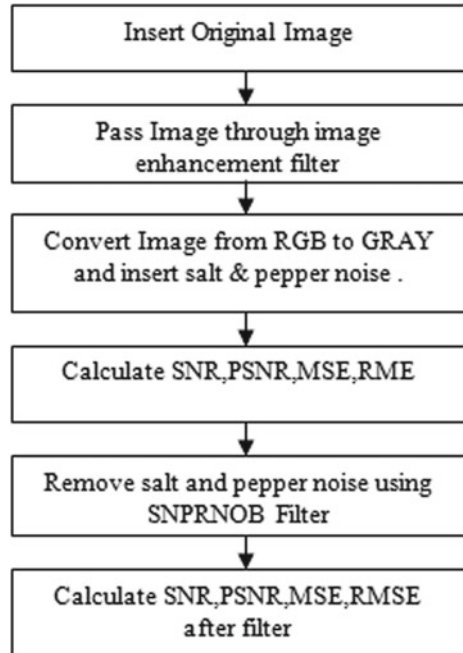 Insert Original Image
Pass Image through image
enhancement filter
Convert Image from RGB to GRAY
and insert salt & pepper noise .
Calculate SNR,PSNR,MSE,RME
Remove salt and pepper noise using
SNPRNOB Filter
Calculate SNR,PSNR,MSE,RMSE
after filter